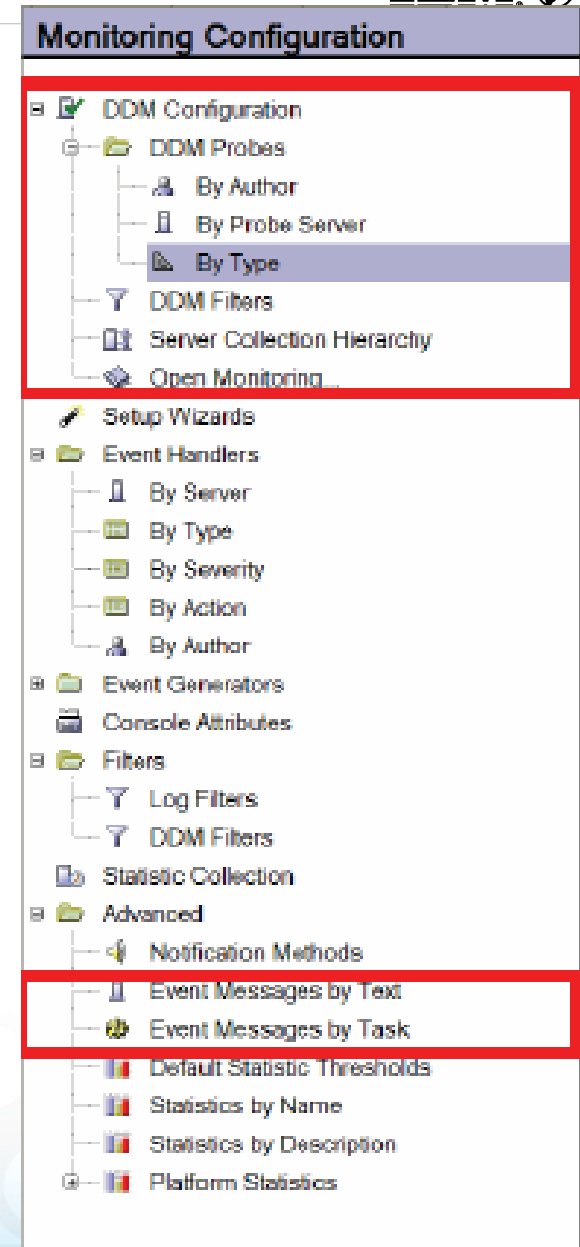 Monitoring Configuration
DDM Configuration
DDM Probes
By Author
By Probe Server
By Type
DDM Filters
Server Collection Hierarchy
Open Monitoring...
Setup Wizards
Event Handlers
By Server
By Type
By Severity
By Action
By Author
Event Generators
Console Attributes
Filters
Log Filters
DDM Filters
Statistic Collection
Advanced
Notification Methods
Event Messages by Text
Event Messages by Task
Default Statistic Thresholds
Statistics by Name
Statistics by Description
Platform Statistics